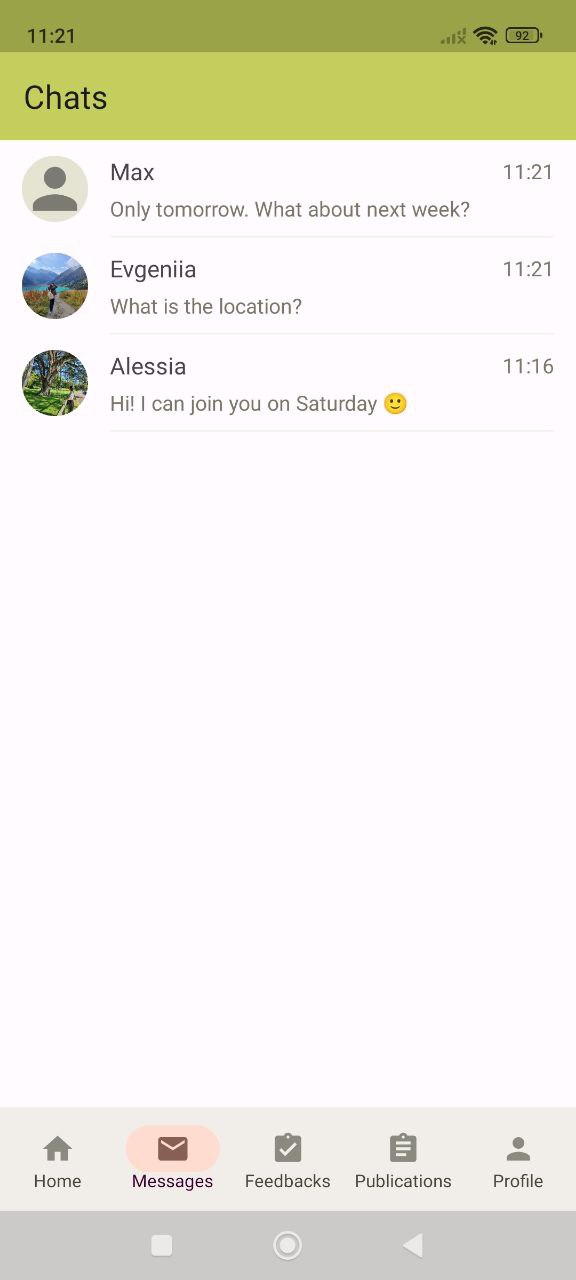 11:21
92
Chats
Max 11:21
Only tomorrow. What about next week?
Evgeniia 11:21
What is the location?
Alessia 11:16
Hi! I can join you on Saturday 🙂
Home Messages Feedbacks Publications Profile